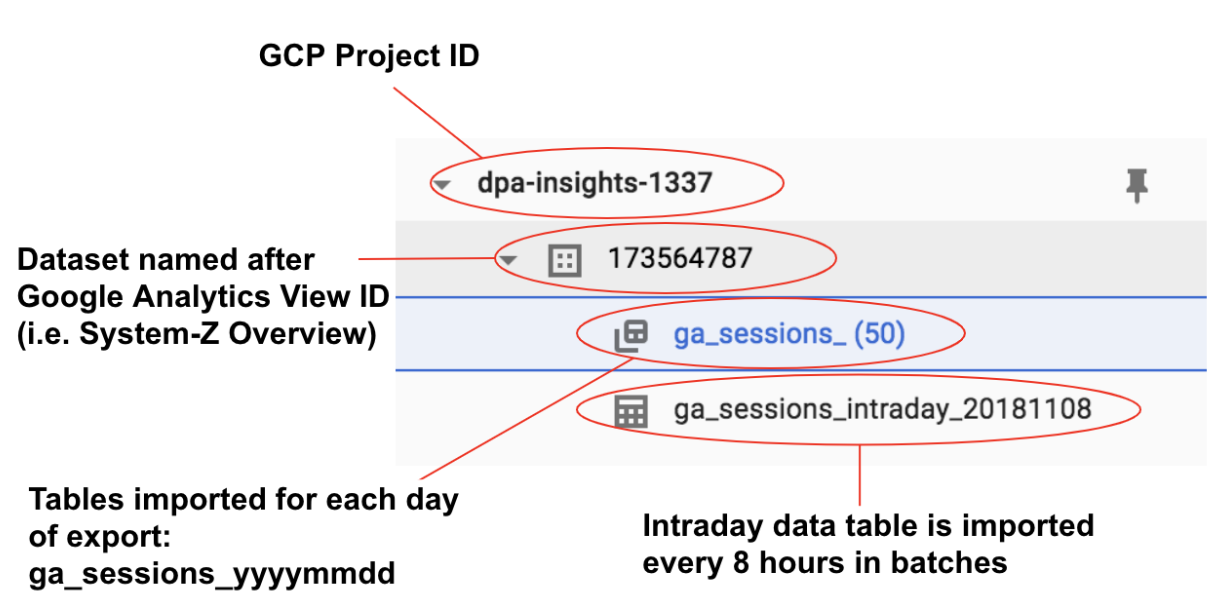 GCP Project ID
dpa-insights-1337
Dataset named after
Google Analytics View ID
(i.e. System-Z Overview)
173564787
ga_sessions_ (50)
ga_sessions_intraday_20181108
Tables imported for each day
of export:
ga_sessions_yyyymmdd
Intraday data table is imported
every 8 hours in batches